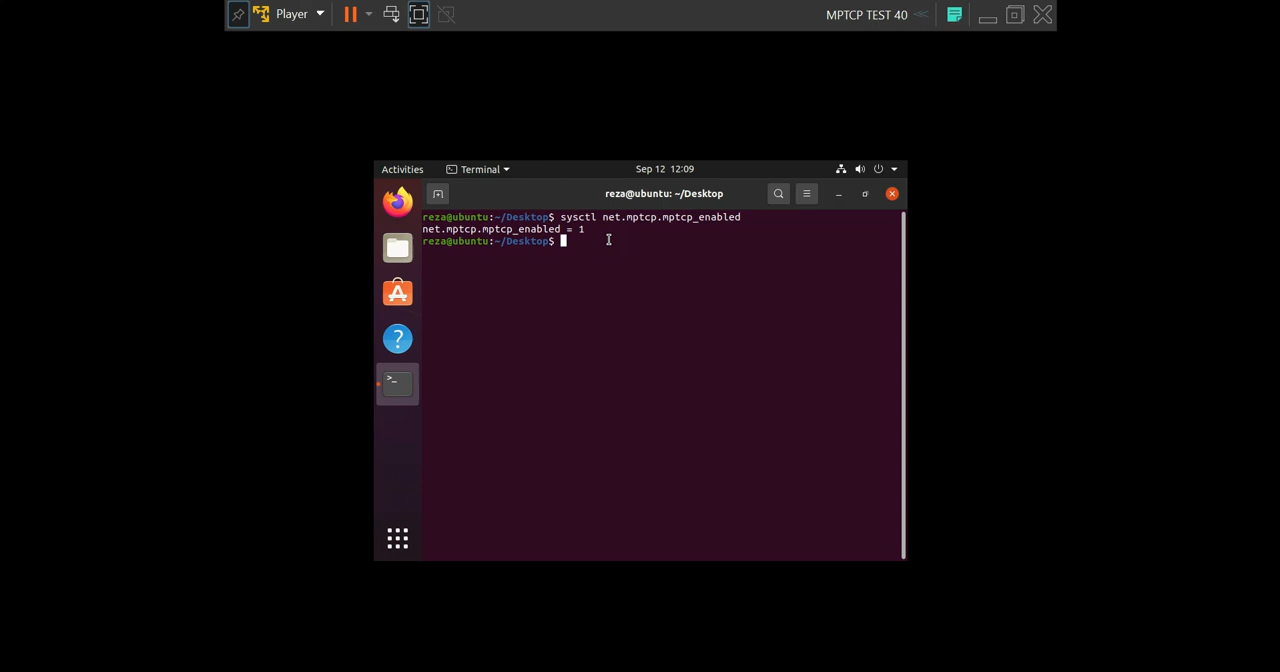 Player
MPTCP TEST 40
Activities
Terminal
Sep 12 12:09
reza@ubuntu: ~/Desktop
reza@ubuntu:~/Desktop$ sysctl net.mptcp.mptcp_enabled
net.mptcp.mptcp_enabled = 1
reza@ubuntu:~/Desktop$